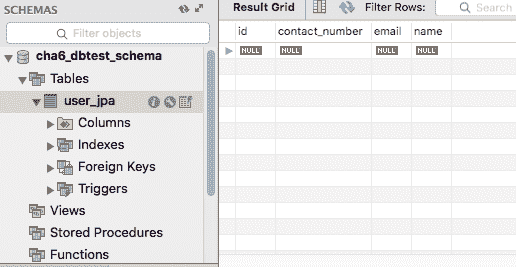 SCHEMAS
Filter objects
cha6_dbtest_schema
Tables
user_jpa
Columns
Indexes
Foreign Keys
Triggers
Views
Stored Procedures
Functions
Result Grid Filter Rows: Search
id contact_number email name
NULL NULL NULL NULL